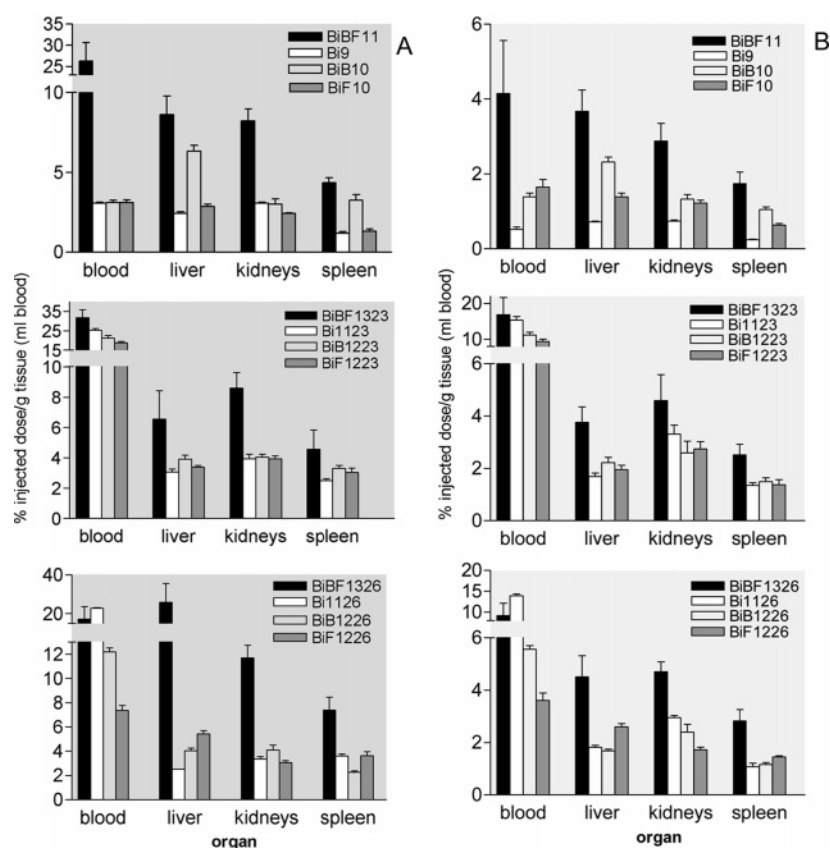 A
35
30
25
10
5
0
BiBF11
Bi9
BiB10
BiF10
blood liver kidneys spleen
B
6
4
2
0
BiBF11
Bi9
BiB10
BiF10
blood liver kidneys spleen
% injected dose/g tissue (ml blood)
35
25
15
8
6
4
2
0
BiBF1323
Bi1123
BiB1223
BiF1223
blood liver kidneys spleen
% injected dose/g tissue (ml blood)
20
10
6
4
2
0
BiBF1323
Bi1123
BiB1223
BiF1223
blood liver kidneys spleen
40
20
12
10
8
6
4
2
0
BiBF1326
Bi1126
BiB1226
BiF1226
blood liver kidneys spleen
organ
20
15
10
6
4
2
0
BiBF1326
Bi1126
BiB1226
BiF1226
blood liver kidneys spleen
organ